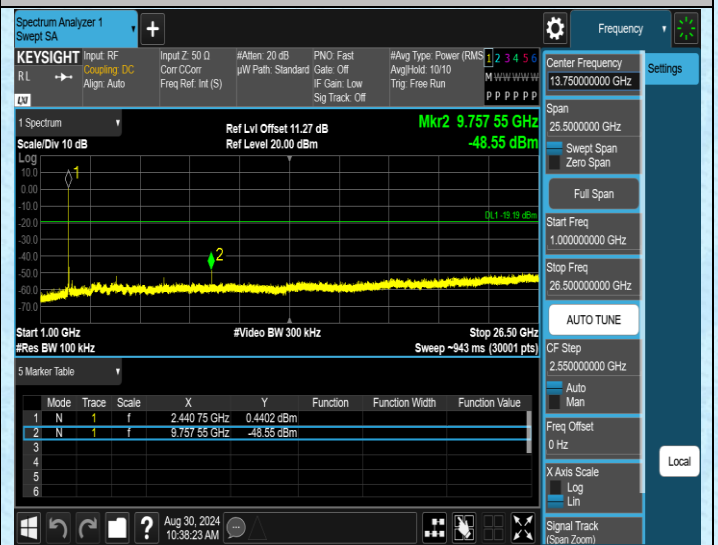 Spectrum Analyzer 1
Swept SA
Frequency
KEYSIGHT
RL
LXI
Input: RF
Coupling: DC
Align: Auto
Input Z: 50 Ω
Corr CCorr
Freq Ref: Int (S)
#Atten: 20 dB
µW Path: Standard
PNO: Fast
Gate: Off
IF Gain: Low
Sig Track: Off
#Avg Type: Power (RMS
Avg|Hold: 10/10
Trig: Free Run
1 2 3 4 5 6
M W W W W W
P P P P P P
1 Spectrum
Scale/Div 10 dB
Ref Lvl Offset 11.27 dB
Ref Level 20.00 dBm
Mkr2 9.757 55 GHz
-48.55 dBm
Log
10.0
0.00
-10.0
-20.0
-30.0
-40.0
-50.0
-60.0
-70.0
1
2
DL1 -19.19 dBm
Start 1.00 GHz
#Res BW 100 kHz
#Video BW 300 kHz
Stop 26.50 GHz
Sweep ~943 ms (30001 pts)
5 Marker Table
Mode Trace Scale X Y Function Function Width Function Value
1 N 1 f 2.440 75 GHz 0.4402 dBm
2 N 1 f 9.757 55 GHz -48.55 dBm
3
4
5
6
Aug 30, 2024
10:38:23 AM
?
Center Frequency
13.750000000 GHz
Settings
Span
25.5000000 GHz
Swept Span
Zero Span
Full Span
Start Freq
1.000000000 GHz
Stop Freq
26.500000000 GHz
AUTO TUNE
CF Step
2.550000000 GHz
Auto
Man
Freq Offset
0 Hz
Local
X Axis Scale
Log
Lin
Signal Track
(Span Zoom)